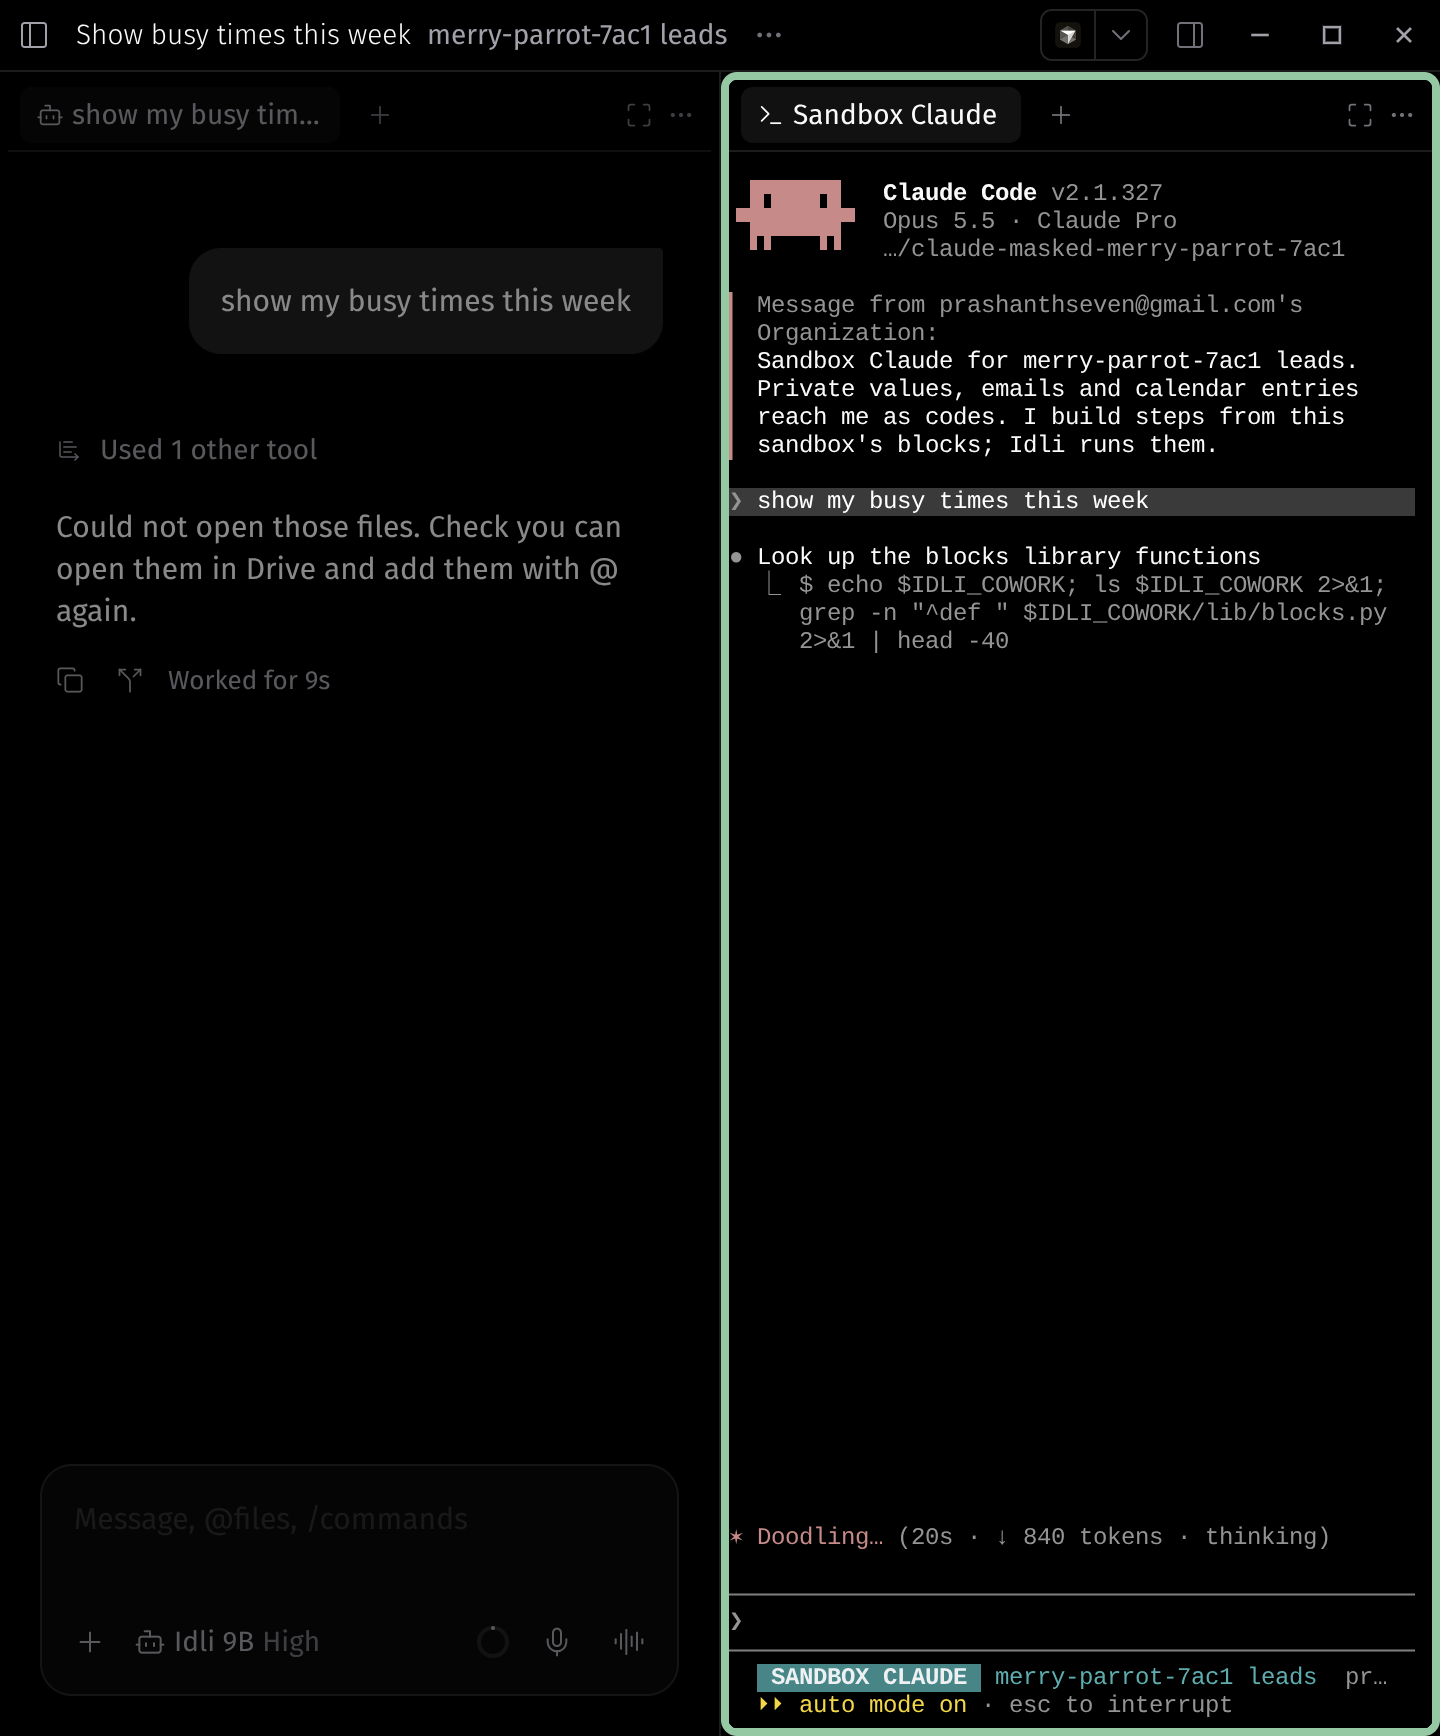 Show busy times this week merry-parrot-7ac1 leads ···
show my busy tim...
show my busy times this week
Used 1 other tool
Could not open those files. Check you can
open them in Drive and add them with @
again.
Worked for 9s
Message, @files, /commands
Idli 9B High
Sandbox Claude
Claude Code v2.1.327
Opus 5.5 · Claude Pro
…/claude-masked-merry-parrot-7ac1
Message from prashanthseven@gmail.com's
Organization:
Sandbox Claude for merry-parrot-7ac1 leads.
Private values, emails and calendar entries
reach me as codes. I build steps from this
sandbox's blocks; Idli runs them.
❯ show my busy times this week
● Look up the blocks library functions
$ echo $IDLI_COWORK; ls $IDLI_COWORK 2>&1;
grep -n "^def " $IDLI_COWORK/lib/blocks.py
2>&1 | head -40
✶ Doodling… (20s · ↓ 840 tokens · thinking)
❯
SANDBOX CLAUDE merry-parrot-7ac1 leads pr…
⏵⏵ auto mode on · esc to interrupt